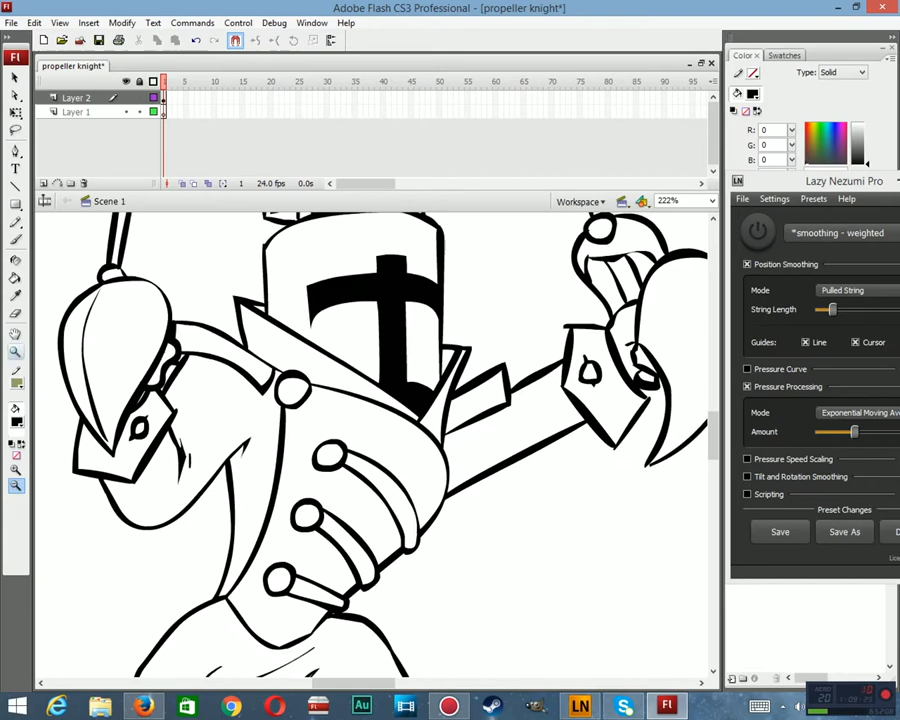 Adobe Flash CS3 Professional - [propeller knight*]
File Edit View Insert Modify Text Commands Control Debug Window Help
propeller knight*
5 10 15 20 25 30 35 40 45 50 55 60 65 70 75 80 85 90 95
Layer 2
Layer 1
1 24.0 fps 0.0s
Scene 1
Workspace
222%
Color Swatches
Type: Solid
R: 0
G: 0
B: 0
LN Lazy Nezumi Pro
File Settings Presets Help
*smoothing - weighted
Position Smoothing
Mode Pulled String
String Length
Guides: Line Cursor
Pressure Curve
Pressure Processing
Mode Exponential Moving Ave
Amount
Pressure Speed Scaling
Tilt and Rotation Smoothing
Scripting
Preset Changes
Save Save As D
Lice
Au LN Fl